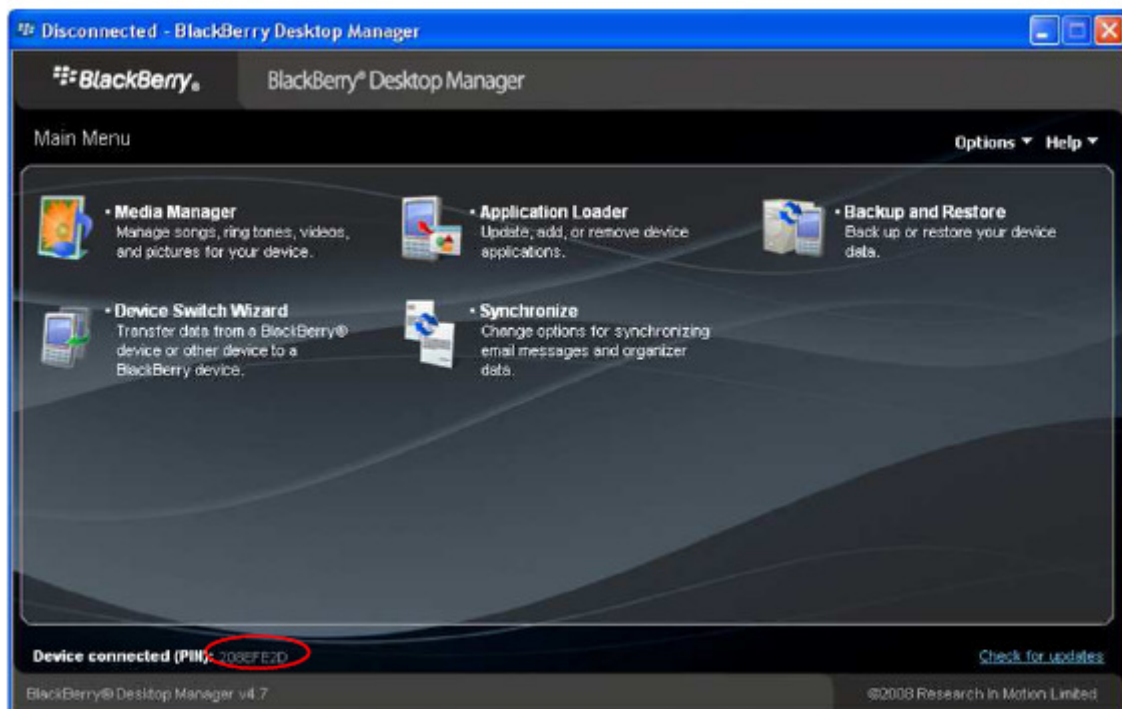 Disconnected - BlackBerry Desktop Manager
BlackBerry® BlackBerry® Desktop Manager
Main Menu
Options Help
Media Manager
Manage songs, ring tones, videos,
and pictures for your device.
Application Loader
Update, add, or remove device
applications.
Backup and Restore
Back up or restore your device
data.
Device Switch Wizard
Transfer data from a BlackBerry®
device or other device to a
BlackBerry device.
Synchronize
Change options for synchronizing
email messages and organizer
data.
Device connected (PIN): 208EFE2D
Check for updates
BlackBerry® Desktop Manager v4.7
©2008 Research In Motion Limited